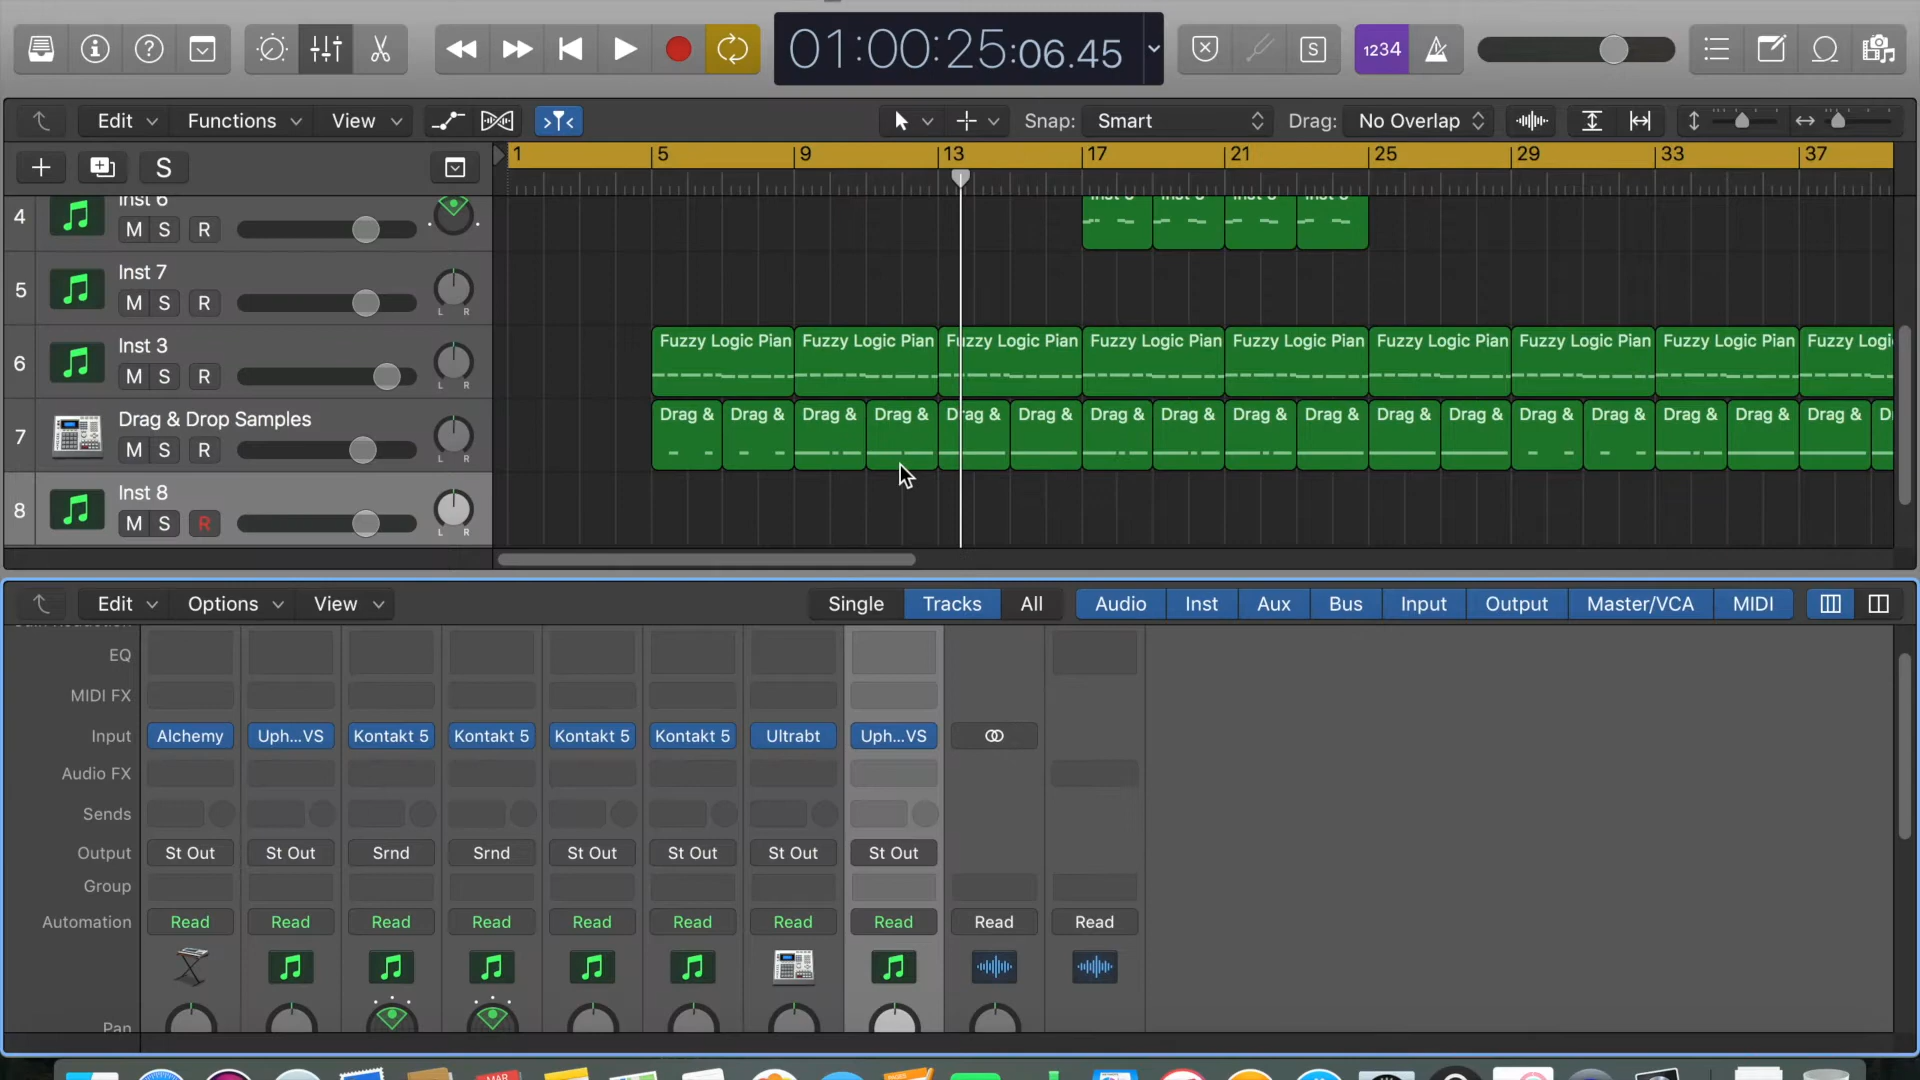 01:00:25:06.45
S
1234
Edit Functions View Snap: Smart Drag: No Overlap
S
1 5 9 13 17 21 25 29 33 37
4 Inst 6
M S R
5 Inst 7
M S R
L R
6 Inst 3
M S R
L R
Fuzzy Logic Pian Fuzzy Logic Pian Fuzzy Logic Pian Fuzzy Logic Pian Fuzzy Logic Pian Fuzzy Logic Pian Fuzzy Logic Pian Fuzzy Logic Pian Fuzzy Logi
7 Drag & Drop Samples
M S R
L R
Drag & Drag & Drag & Drag & Drag & Drag & Drag & Drag & Drag & Drag & Drag & Drag & Drag & Drag & Drag & Drag & Drag &
8 Inst 8
M S R
L R
Edit Options View Single Tracks All Audio Inst Aux Bus Input Output Master/VCA MIDI
EQ
MIDI FX
Input Alchemy Uph...VS Kontakt 5 Kontakt 5 Kontakt 5 Kontakt 5 Ultrabt Uph...VS
Audio FX
Sends
Output St Out St Out Srnd Srnd St Out St Out St Out St Out
Group
Automation Read Read Read Read Read Read Read Read Read Read
Pan
MAR
PAGES